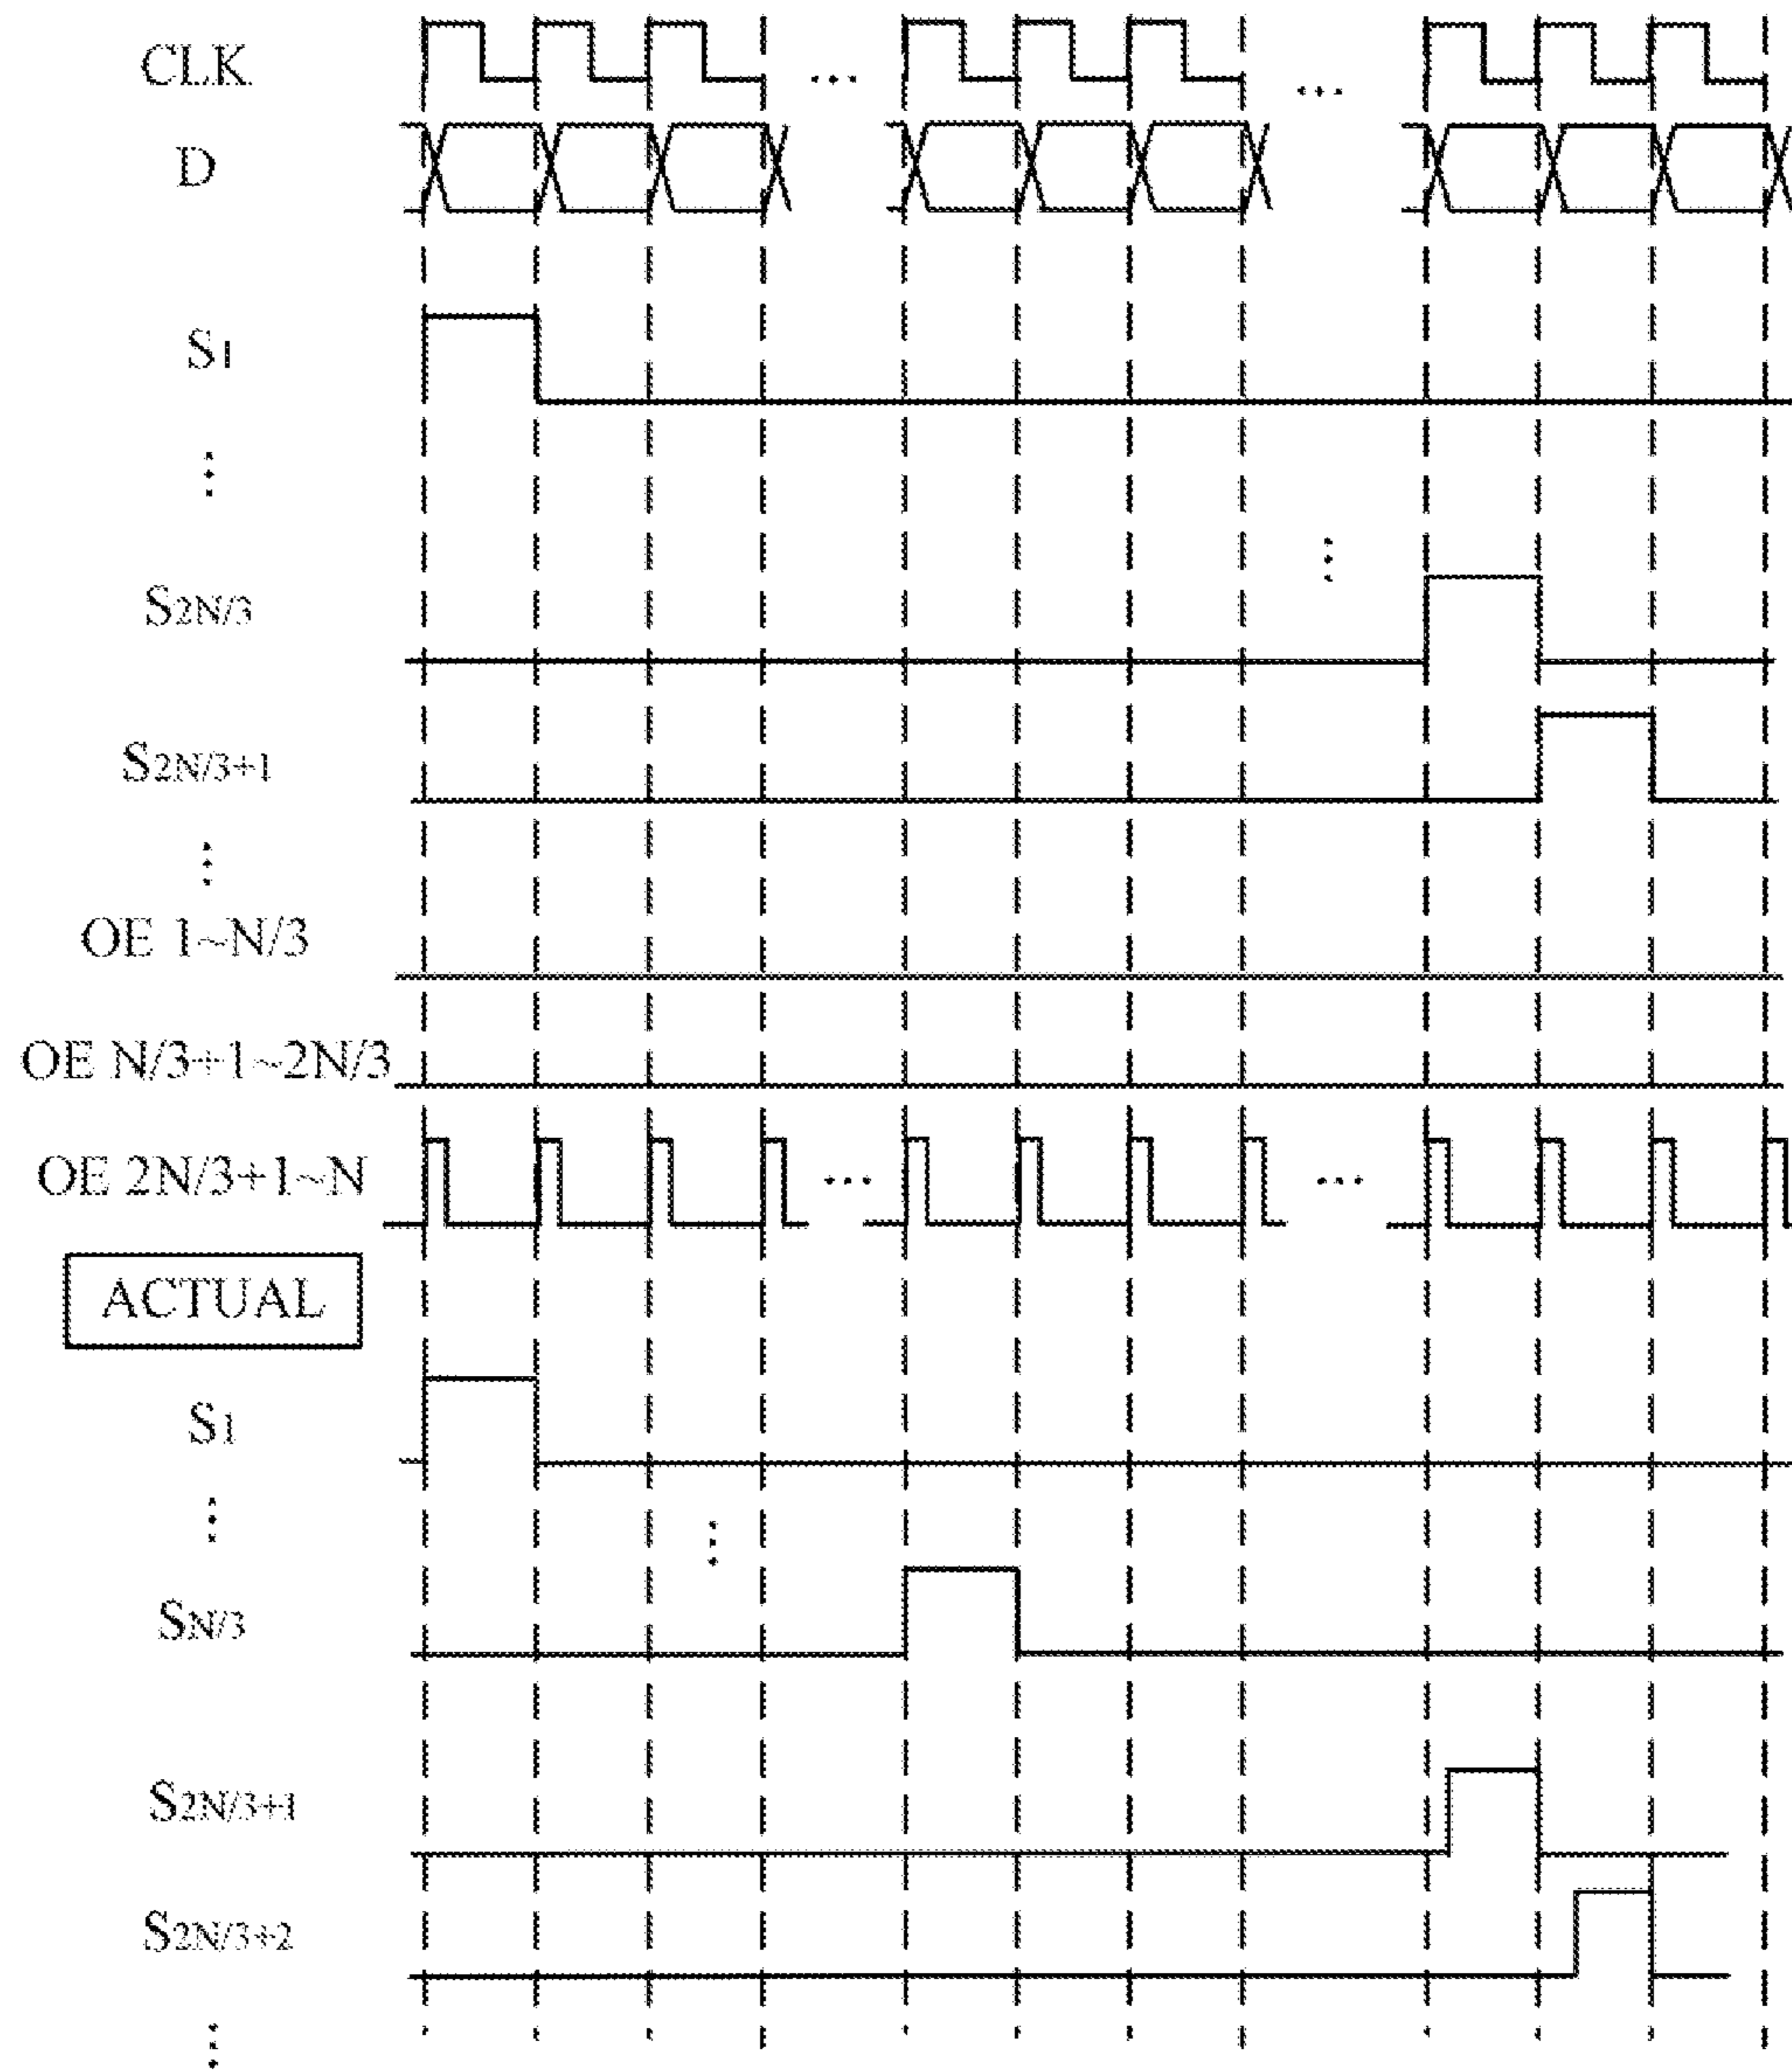 CLK
D
S1
S2N/3
S2N/3+1
OE 1~N/3
OE N/3+1~2N/3
OE 2N/3+1~N
ACTUAL
S1
SN/3
S2N/3+1
S2N/3+2